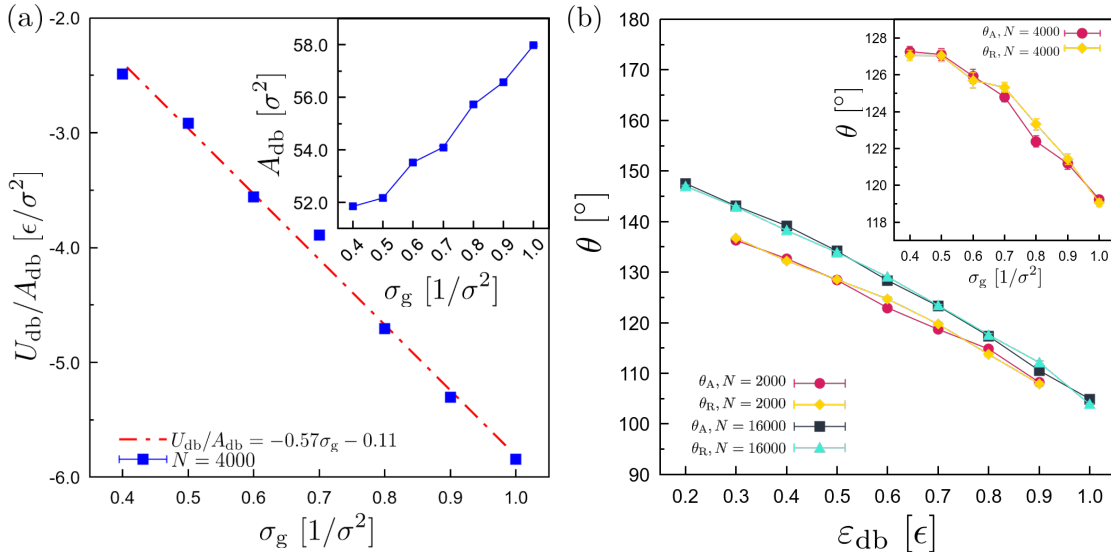 (a)
-2.0
-3.0
-4.0
-5.0
-6.0
U_db/A_db [ϵ/σ²]
0.4 0.5 0.6 0.7 0.8 0.9 1.0
σ_g [1/σ²]
U_db/A_db = −0.57σ_g − 0.11
N = 4000
58.0
56.0
54.0
52.0
A_db [σ²]
0.4 0.5 0.6 0.7 0.8 0.9 1.0
σ_g [1/σ²]
(b)
180
170
160
150
140
130
120
110
100
90
θ [°]
0.2 0.3 0.4 0.5 0.6 0.7 0.8 0.9 1.0
ε_db [ϵ]
θ_A, N = 2000
θ_R, N = 2000
θ_A, N = 16000
θ_R, N = 16000
θ_A, N = 4000
θ_R, N = 4000
128
127
126
125
124
123
122
120
119
118
θ [°]
0.4 0.5 0.6 0.7 0.8 0.9 1.0
σ_g [1/σ²]